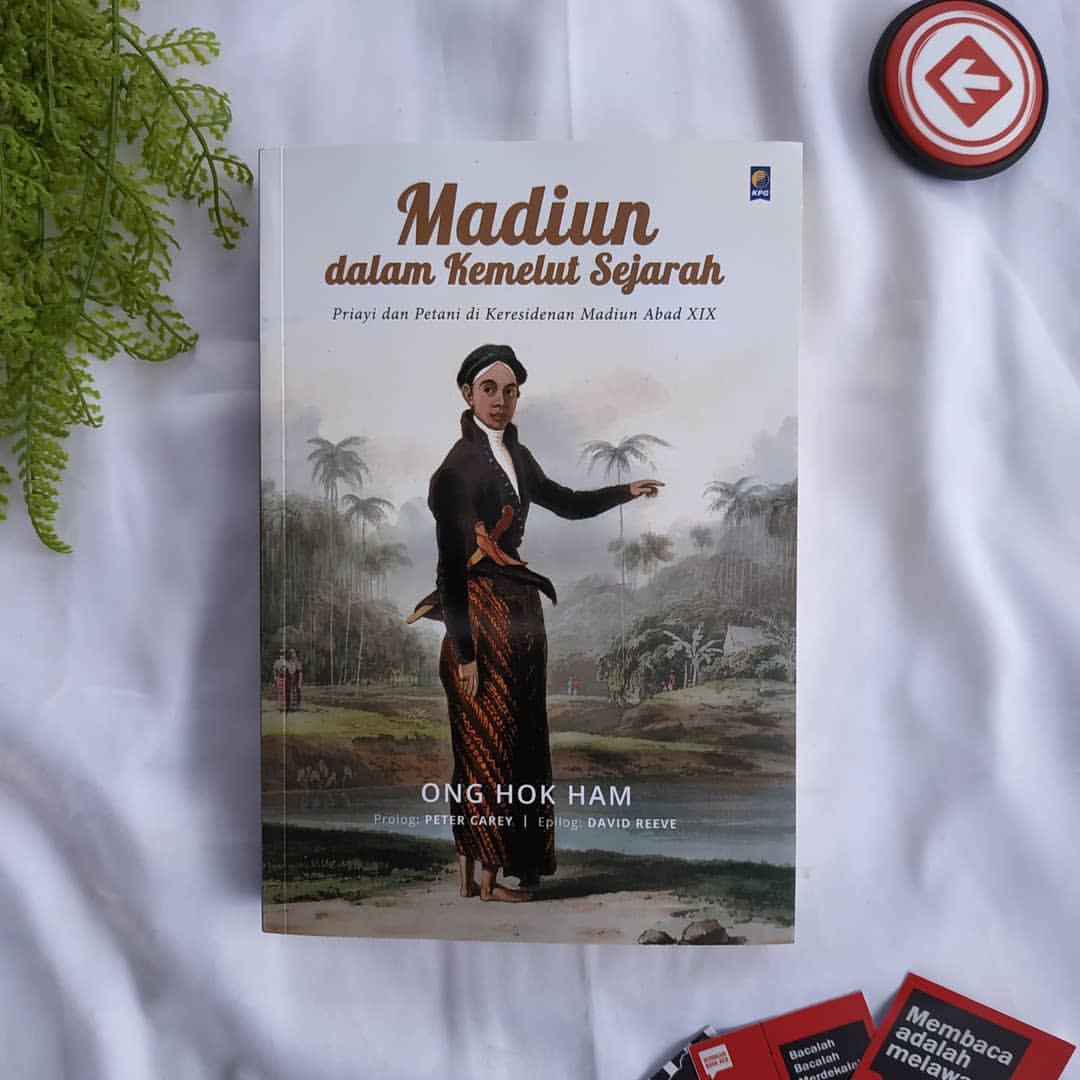 KPG
Madiun
dalam Kemelut Sejarah
Priayi dan Petani di Keresidenan Madiun Abad XIX
ONG HOK HAM
Prolog: PETER CAREY | Epilog: DAVID REEVE
Bacalah
Bacalah
Membaca
adalah